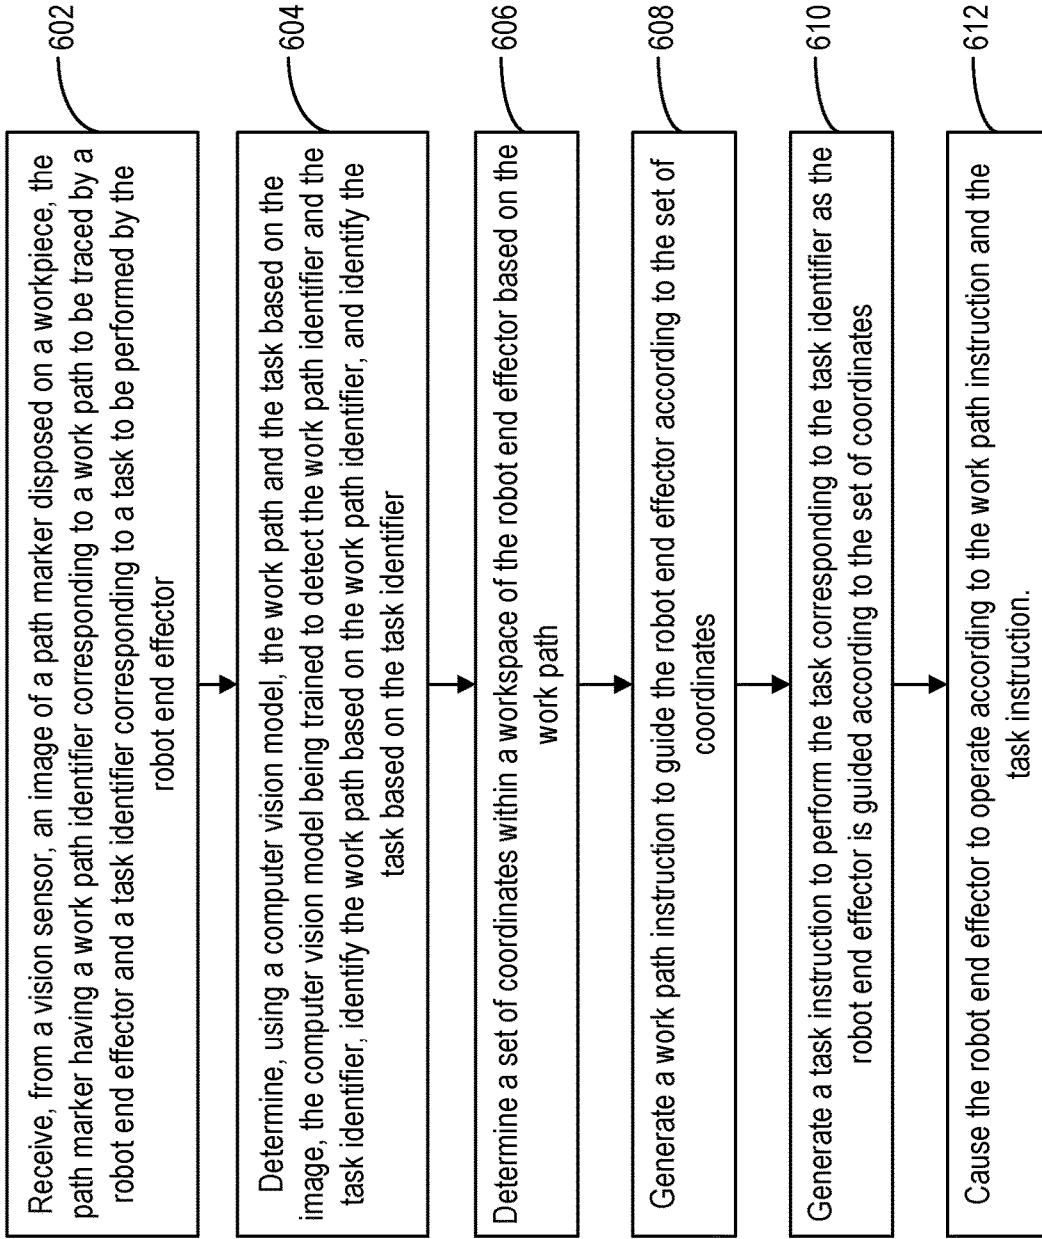 Receive, from a vision sensor, an image of a path marker disposed on a workpiece, the
path marker having a work path identifier corresponding to a work path to be traced by a
robot end effector and a task identifier corresponding to a task to be performed by the
robot end effector
602
Determine, using a computer vision model, the work path and the task based on the
image, the computer vision model being trained to detect the work path identifier and the
task identifier, identify the work path based on the work path identifier, and identify the
task based on the task identifier
604
Determine a set of coordinates within a workspace of the robot end effector based on the
work path
606
Generate a work path instruction to guide the robot end effector according to the set of
coordinates
608
Generate a task instruction to perform the task corresponding to the task identifier as the
robot end effector is guided according to the set of coordinates
610
Cause the robot end effector to operate according to the work path instruction and the
task instruction.
612